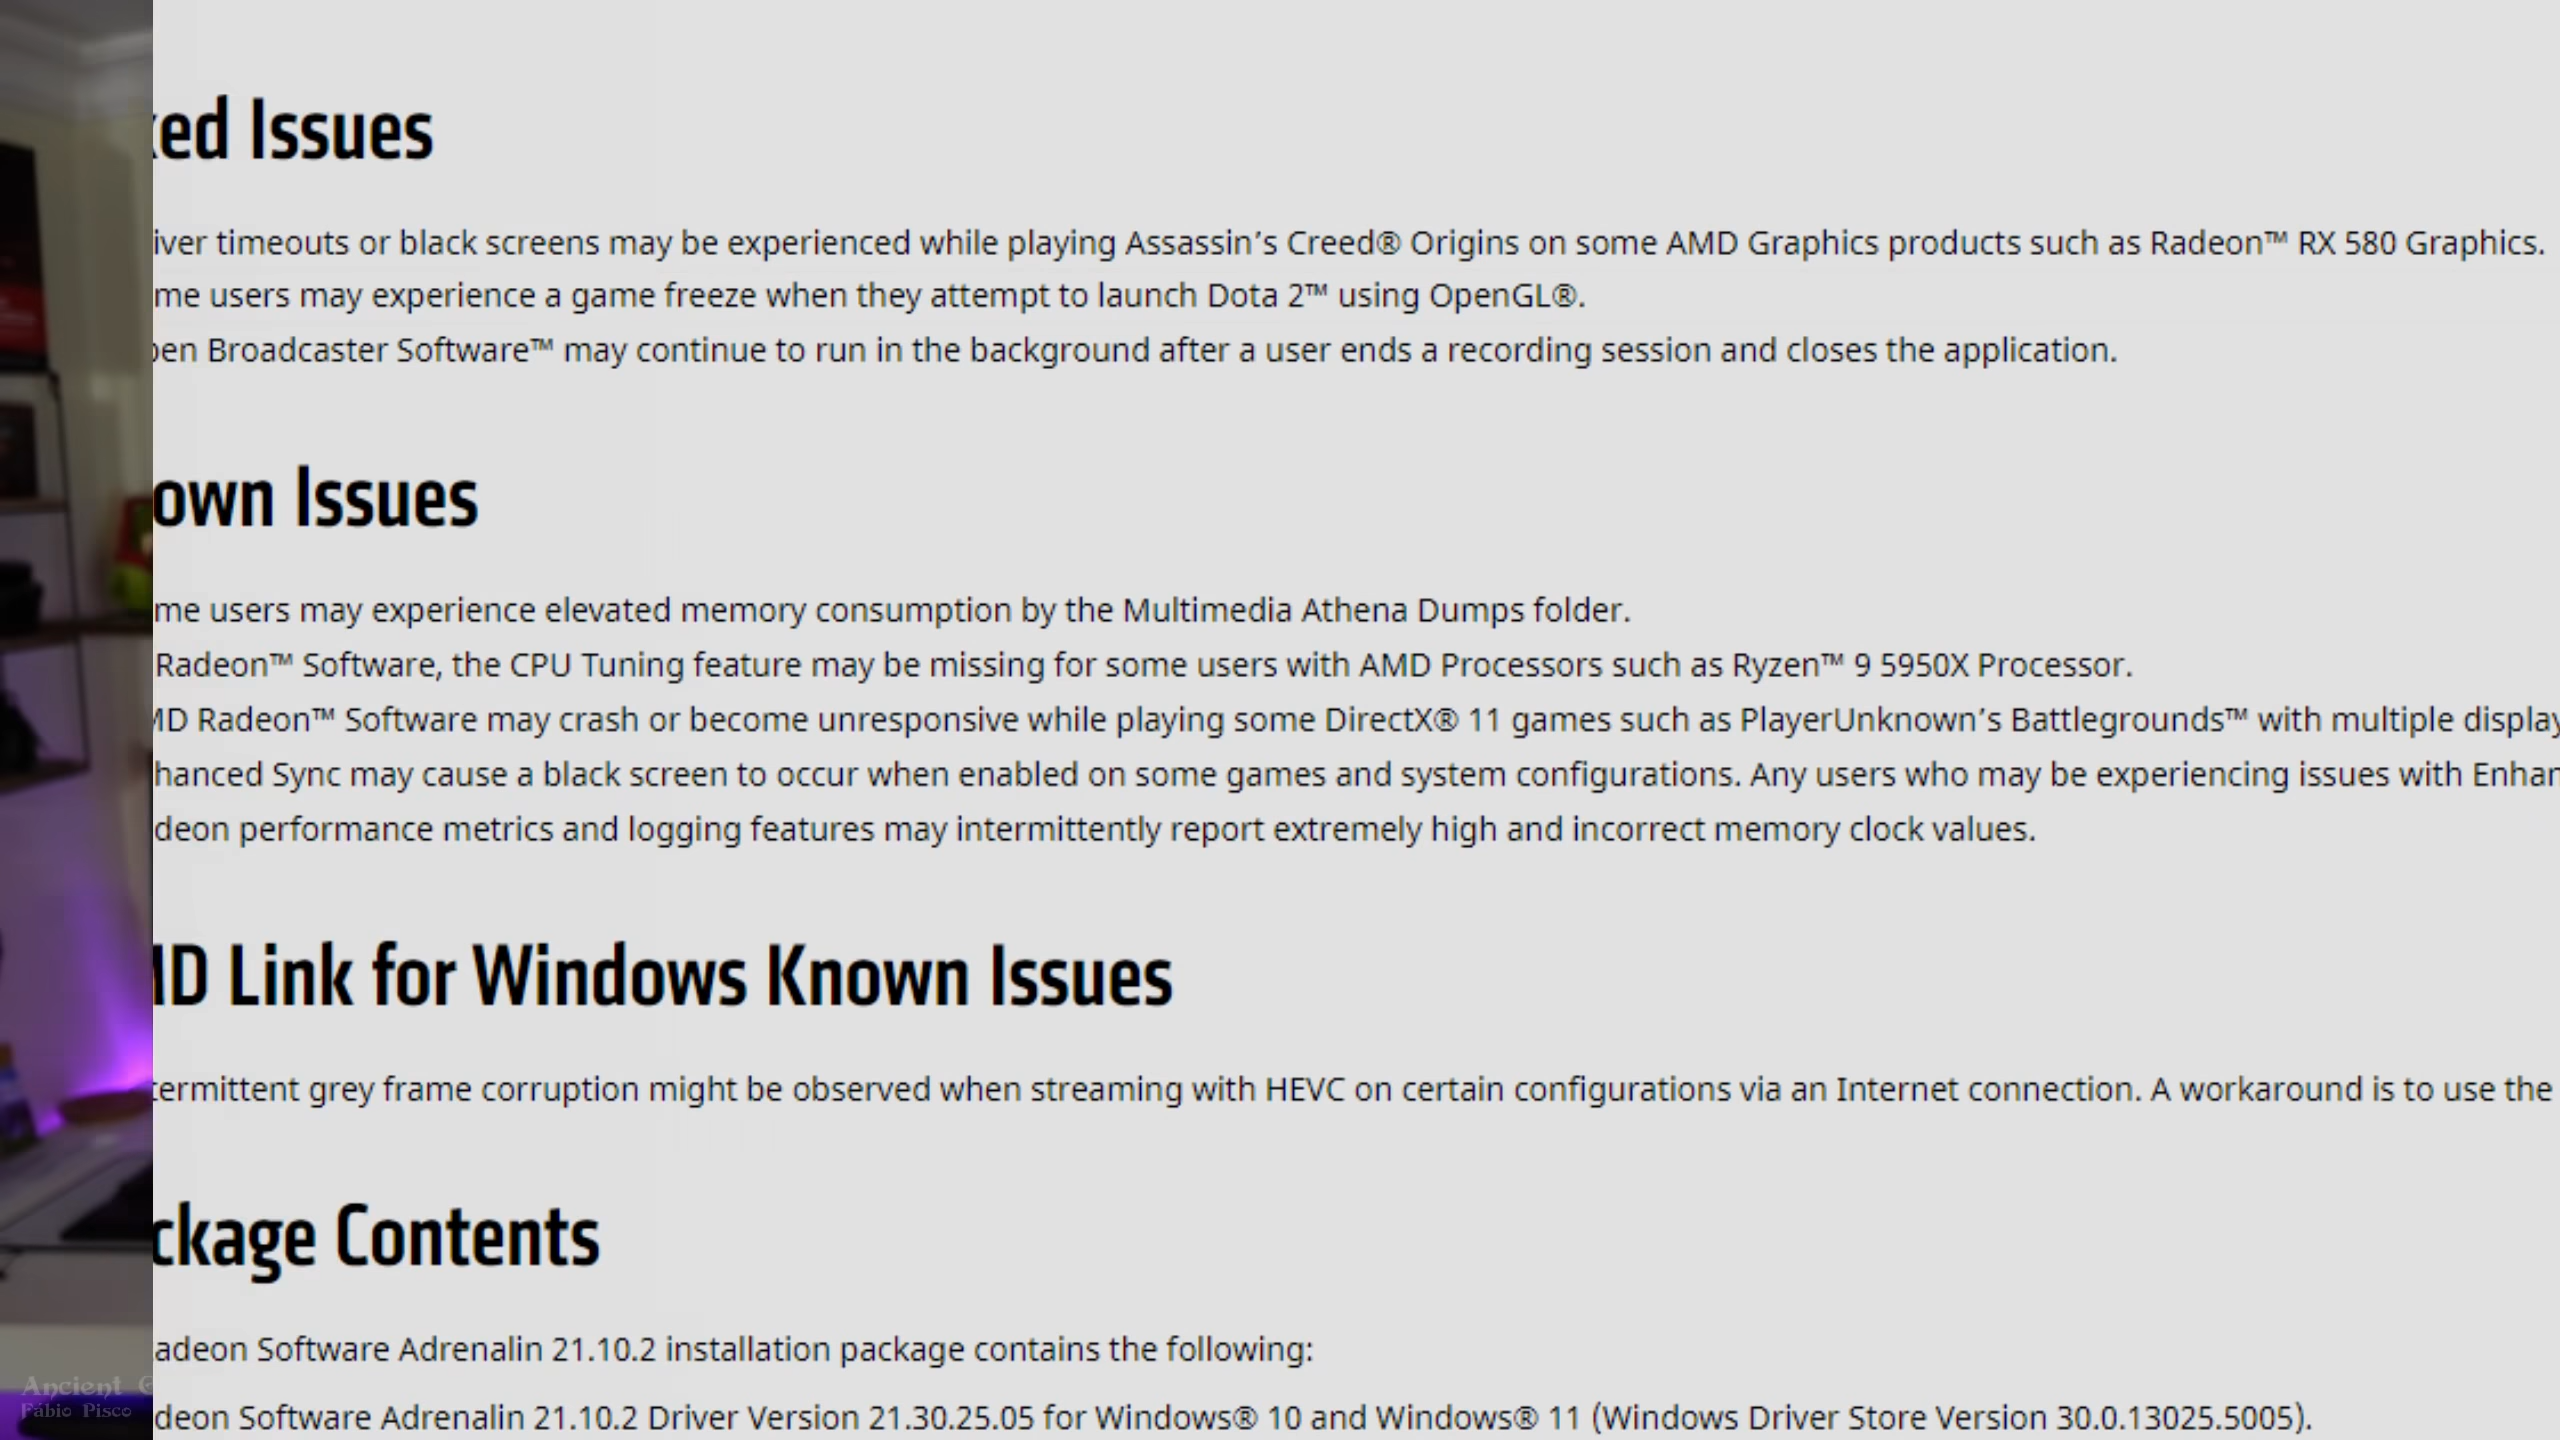 ed Issues
iver timeouts or black screens may be experienced while playing Assassin’s Creed® Origins on some AMD Graphics products such as Radeon™ RX 580 Graphics.
me users may experience a game freeze when they attempt to launch Dota 2™ using OpenGL®.
pen Broadcaster Software™ may continue to run in the background after a user ends a recording session and closes the application.
own Issues
me users may experience elevated memory consumption by the Multimedia Athena Dumps folder.
Radeon™ Software, the CPU Tuning feature may be missing for some users with AMD Processors such as Ryzen™ 9 5950X Processor.
MD Radeon™ Software may crash or become unresponsive while playing some DirectX® 11 games such as PlayerUnknown’s Battlegrounds™ with multiple display
hanced Sync may cause a black screen to occur when enabled on some games and system configurations. Any users who may be experiencing issues with Enhan
deon performance metrics and logging features may intermittently report extremely high and incorrect memory clock values.
MD Link for Windows Known Issues
termittent grey frame corruption might be observed when streaming with HEVC on certain configurations via an Internet connection. A workaround is to use the
ckage Contents
adeon Software Adrenalin 21.10.2 installation package contains the following:
deon Software Adrenalin 21.10.2 Driver Version 21.30.25.05 for Windows® 10 and Windows® 11 (Windows Driver Store Version 30.0.13025.5005).
Ancient
Fábio Pisco